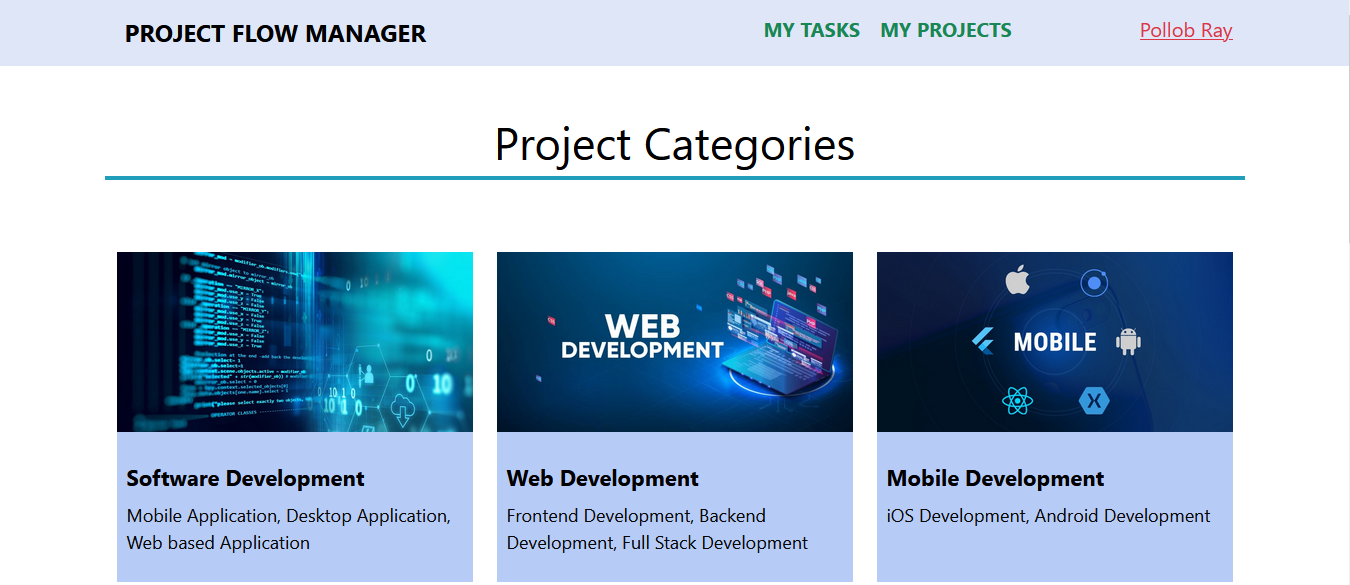 PROJECT FLOW MANAGER
MY TASKS MY PROJECTS
Pollob Ray
Project Categories
WEB
DEVELOPMENT
MOBILE
Software Development
Mobile Application, Desktop Application,
Web based Application
Web Development
Frontend Development, Backend
Development, Full Stack Development
Mobile Development
iOS Development, Android Development